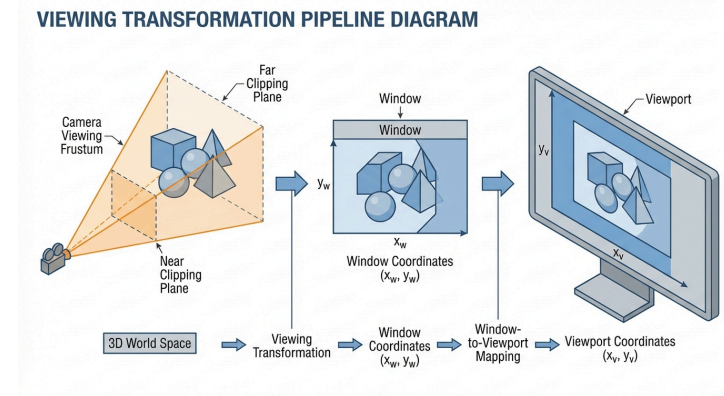 VIEWING TRANSFORMATION PIPELINE DIAGRAM
Far
Clipping
Plane
Camera
Viewing
Frustum
Near
Clipping
Plane
Window
Window
yw
xw
Window Coordinates
(xw, yw)
Viewport
yv
xv
3D World Space
Viewing
Transformation
Window
Coordinates
(xw, yw)
Window-
to-Viewport
Mapping
Viewport Coordinates
(xv, yv)